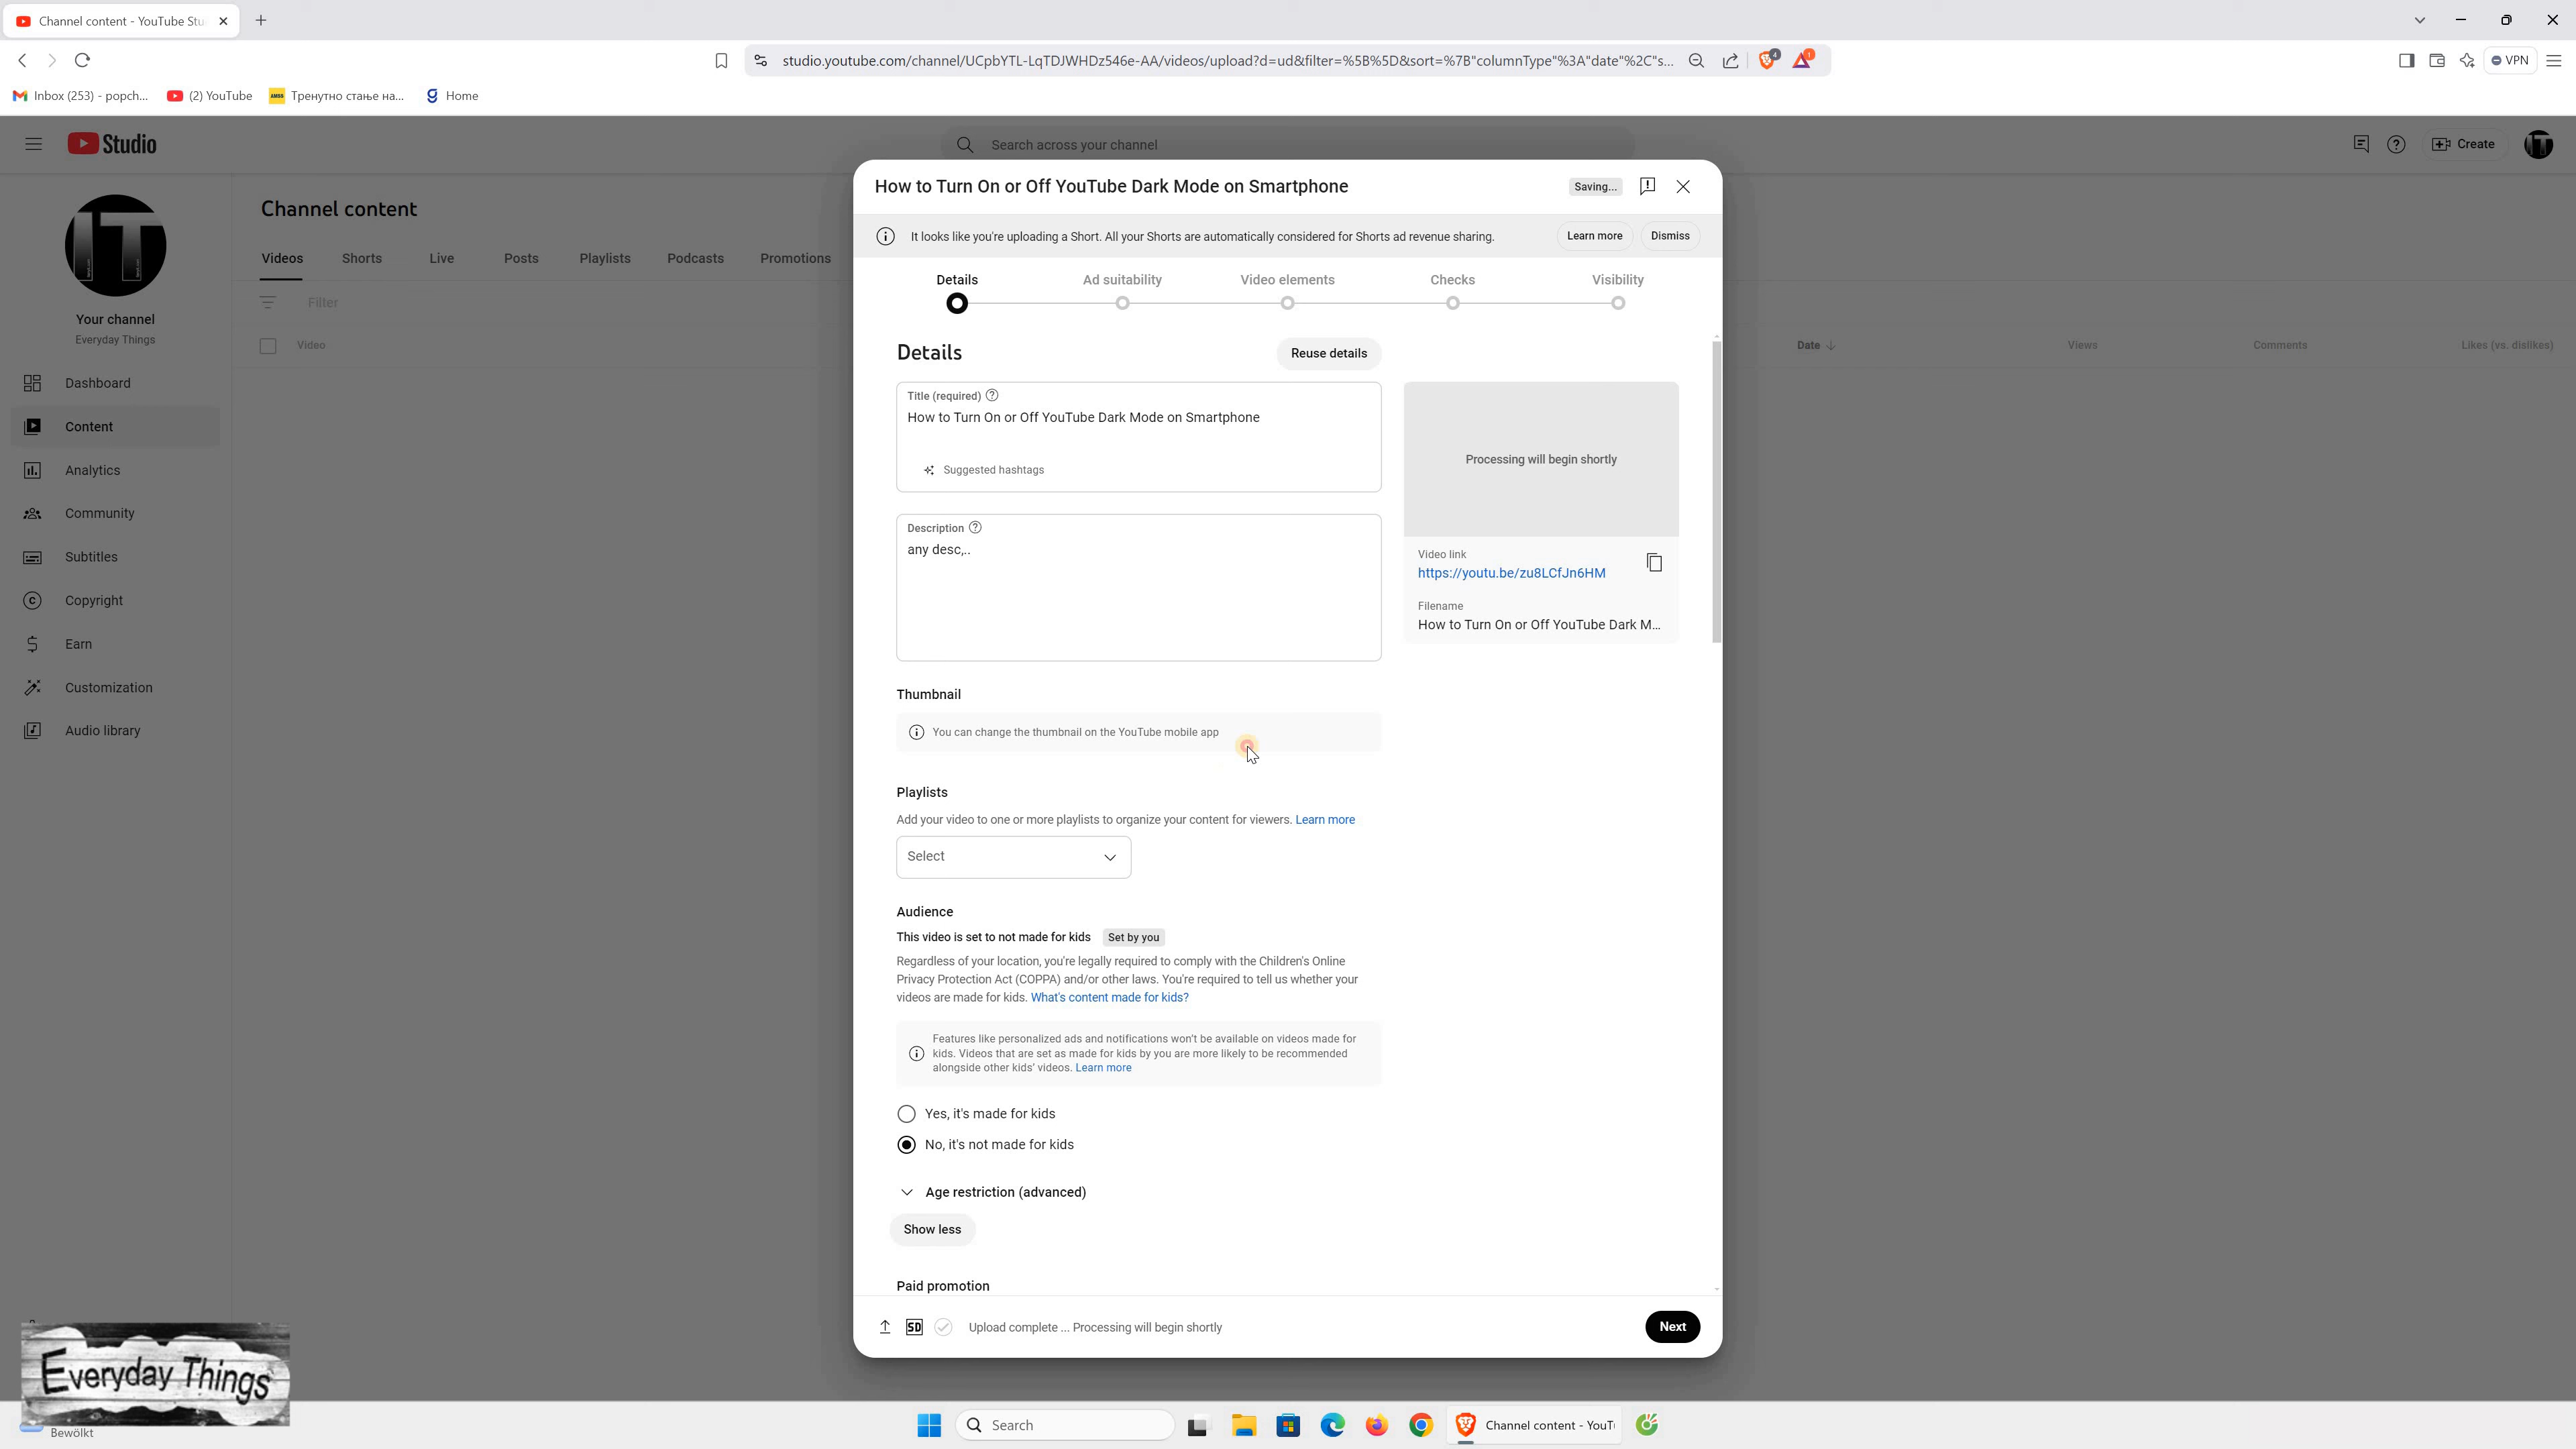 Channel content - YouTube Stu
Inbox (253) - popch...
(2) YouTube
Тренутно стање на...
Home
studio.youtube.com/channel/UCpbYTL-LqTDJWHDz546e-AA/videos/upload?d=ud&filter=%5B%5D&sort=%7B"columnType"%3A"date"%2C"s...
4
1
VPN
Studio
Search across your channel
Create
IT
Your channel
Everyday Things
Dashboard
Content
Analytics
Community
Subtitles
Copyright
Earn
Customization
Audio library
Channel content
Videos
Shorts
Live
Posts
Playlists
Podcasts
Promotions
Filter
Video
Date
Views
Comments
Likes (vs. dislikes)
How to Turn On or Off YouTube Dark Mode on Smartphone
Saving...
It looks like you're uploading a Short. All your Shorts are automatically considered for Shorts ad revenue sharing.
Learn more
Dismiss
Details
Ad suitability
Video elements
Checks
Visibility
Details
Reuse details
Title (required)
How to Turn On or Off YouTube Dark Mode on Smartphone
Suggested hashtags
Description
any desc,..
Processing will begin shortly
Video link
https://youtu.be/zu8LCfJn6HM
Filename
How to Turn On or Off YouTube Dark M...
Thumbnail
You can change the thumbnail on the YouTube mobile app
Playlists
Add your video to one or more playlists to organize your content for viewers. Learn more
Select
Audience
This video is set to not made for kids Set by you
Regardless of your location, you're legally required to comply with the Children's Online
Privacy Protection Act (COPPA) and/or other laws. You're required to tell us whether your
videos are made for kids. What's content made for kids?
Features like personalized ads and notifications won't be available on videos made for
kids. Videos that are set as made for kids by you are more likely to be recommended
alongside other kids' videos. Learn more
Yes, it's made for kids
No, it's not made for kids
Age restriction (advanced)
Show less
Paid promotion
SD
Upload complete ... Processing will begin shortly
Next
Everyday Things
Bewölkt
Search
Channel content - YouT